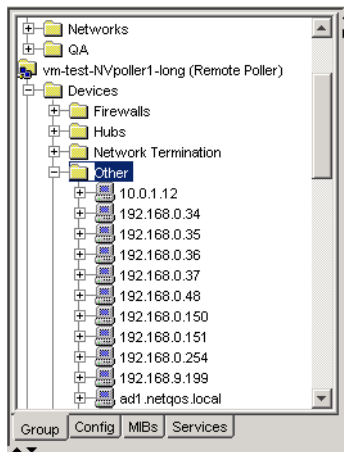 Networks
QA
vm-test-NVpoller1-long (Remote Poller)
Devices
Firewalls
Hubs
Network Termination
Other
10.0.1.12
192.168.0.34
192.168.0.35
192.168.0.36
192.168.0.37
192.168.0.48
192.168.0.150
192.168.0.151
192.168.0.254
192.168.9.199
ad1.netqos.local
Group Config MIBs Services